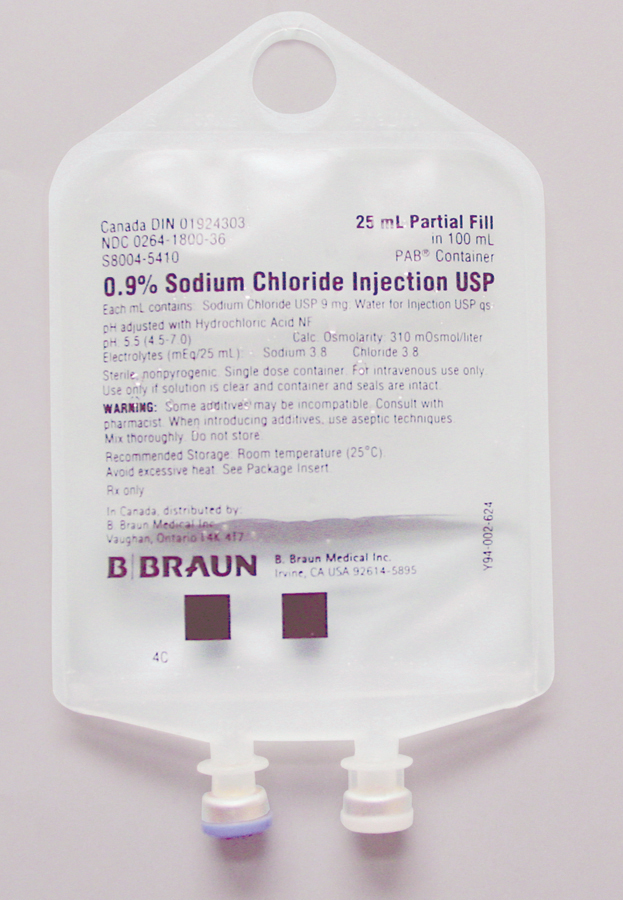 Canada DIN 01924303
NDC 0264-1800-36
S8004-5410
25 mL Partial Fill
in 100 mL
PAB® Container
0.9% Sodium Chloride Injection USP
Each mL contains: Sodium Chloride USP 9 mg. Water for Injection USP qs
pH adjusted with Hydrochloric Acid NF
pH: 5.5 (4.5-7.0) Calc. Osmolarity: 310 mOsmol/liter
Electrolytes (mEq/25 mL): Sodium 3.8 Chloride 3.8
Sterile, nonpyrogenic. Single dose container. For intravenous use only.
Use only if solution is clear and container and seals are intact.
WARNING: Some additives may be incompatible. Consult with
pharmacist. When introducing additives, use aseptic techniques.
Mix thoroughly. Do not store.
Recommended Storage: Room temperature (25°C)
Avoid excessive heat. See Package Insert.
Rx only
In Canada, distributed by:
B. Braun Medical Inc.
Vaughan, Ontario L4K 4T7
B|BRAUN
B. Braun Medical Inc.
Irvine, CA USA 92614-5895
Y94-002-624
4C